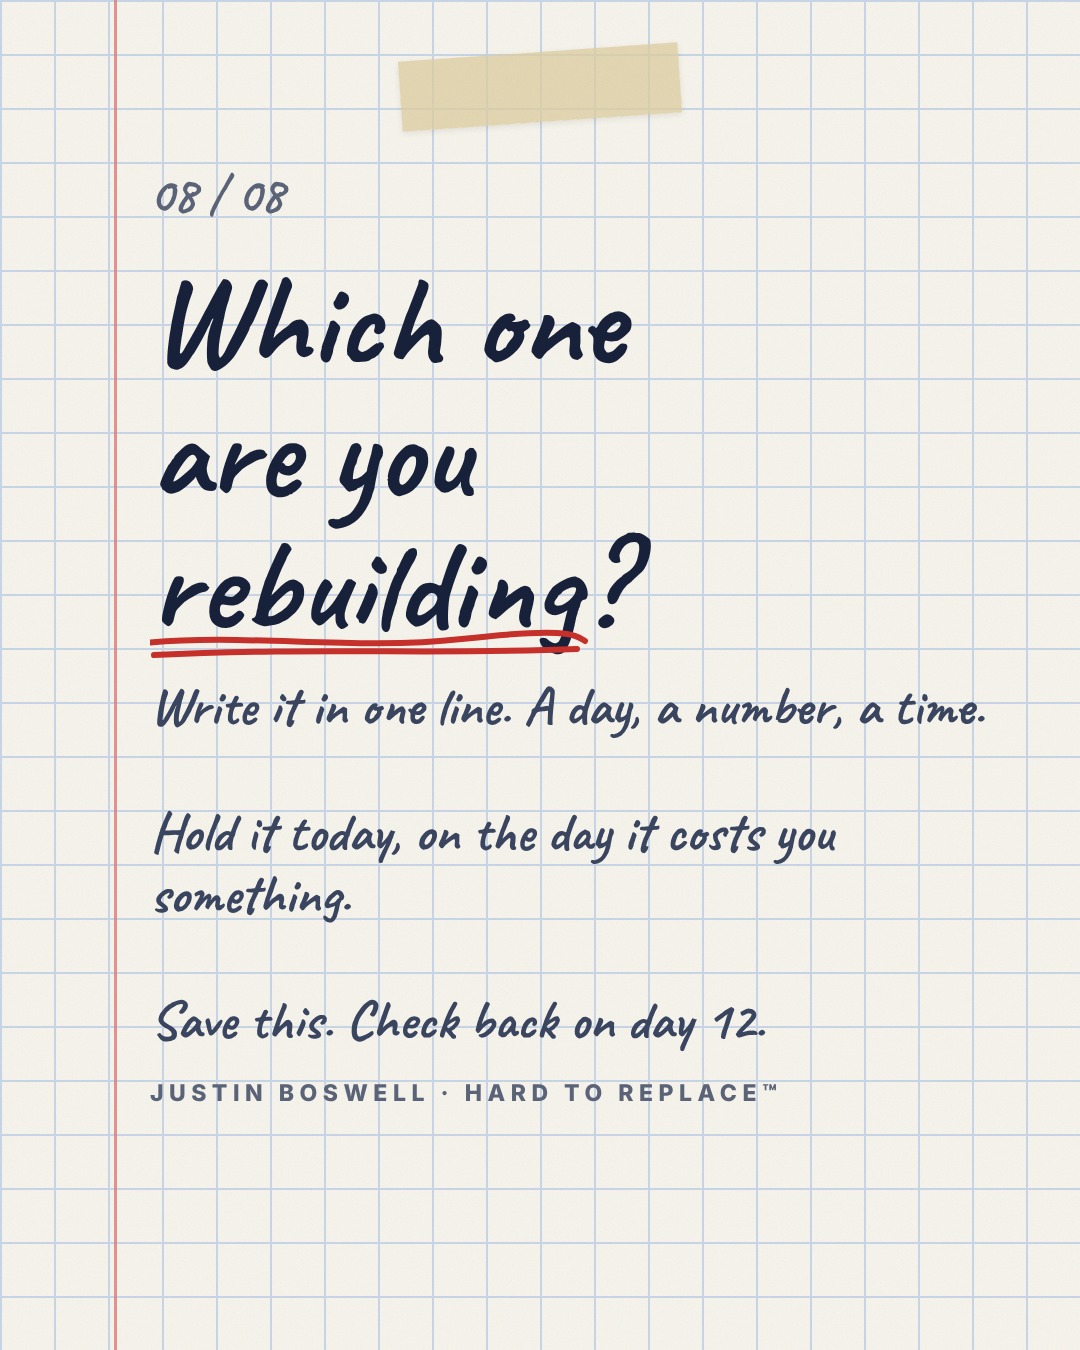 08 / 08
Which one
are you
rebuilding?
Write it in one line. A day, a number, a time.
Hold it today, on the day it costs you
something.
Save this. Check back on day 12.
JUSTIN BOSWELL · HARD TO REPLACE™